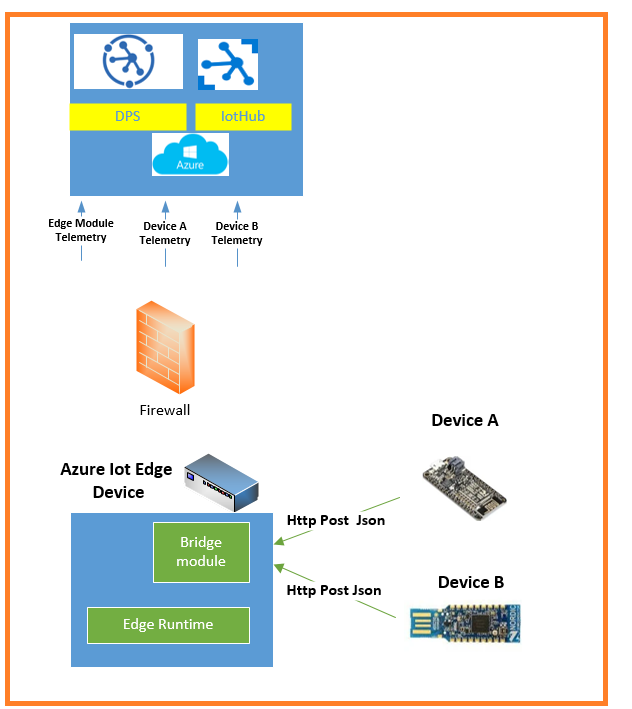 DPS
IotHub
Azure
Edge Module
Telemetry
Device A
Telemetry
Device B
Telemetry
Firewall
Device A
Azure Iot Edge
Device
Http Post  Json
Bridge
module
Device B
Http Post Json
Edge Runtime
NORDIC